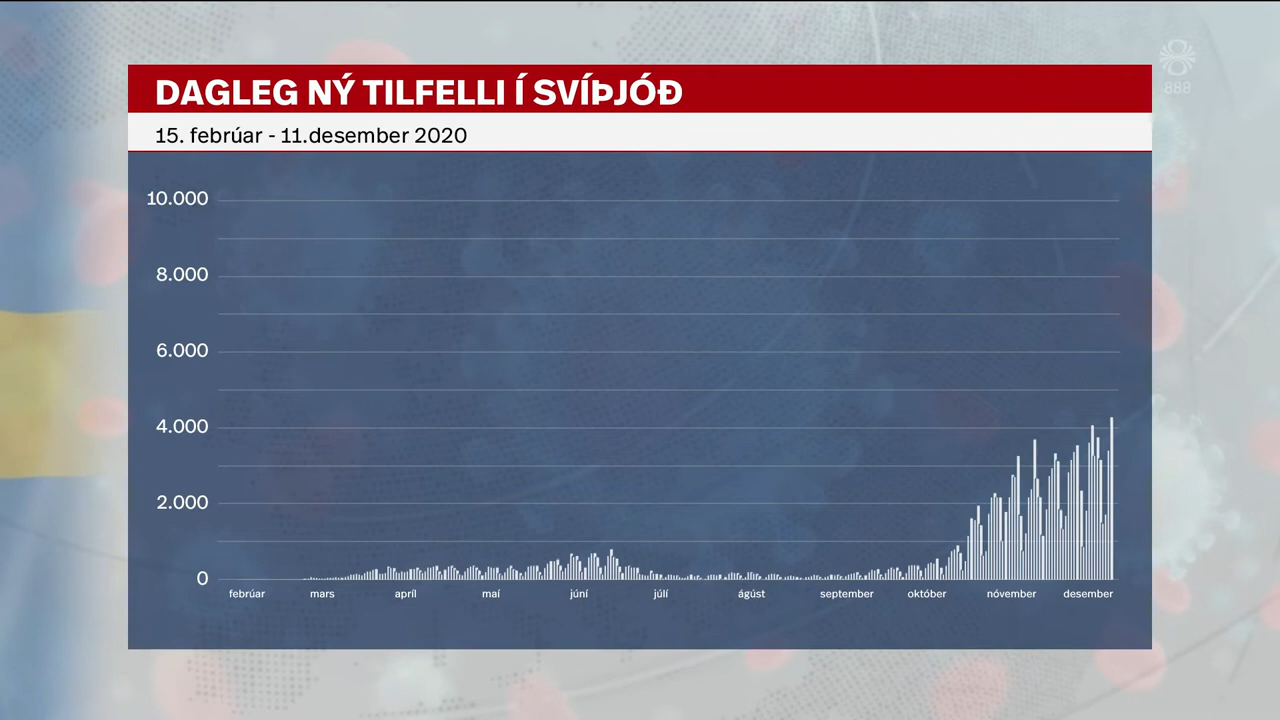 DAGLEG NÝ TILFELLI Í SVÍÞJÓÐ
888
15. febrúar - 11.desember 2020
10.000
8.000
6.000
4.000
2.000
0
febrúar mars apríl maí júní júlí ágúst september október nóvember desember